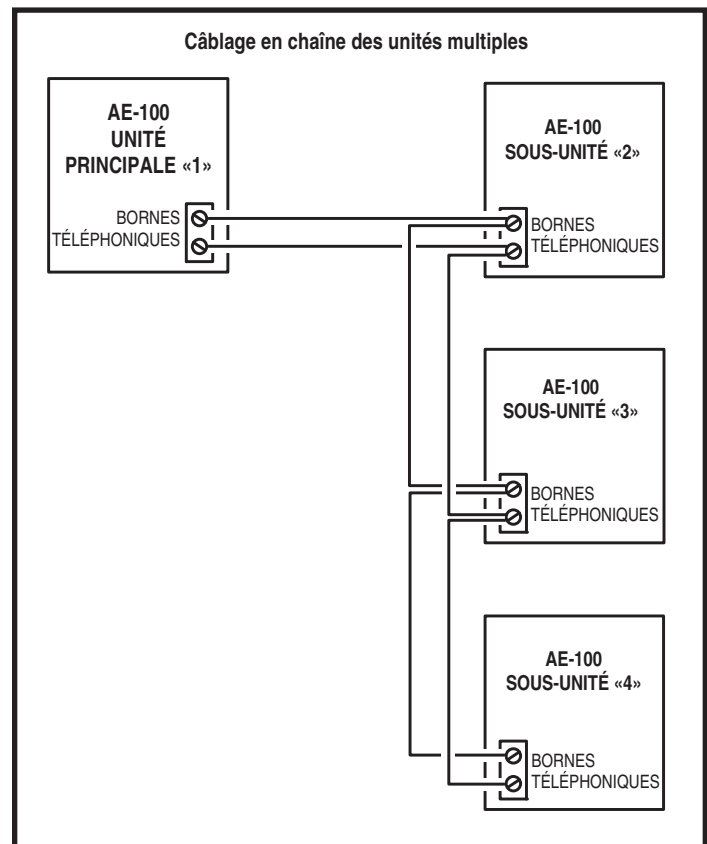 Câblage en chaîne des unités multiples
AE-100
UNITÉ
PRINCIPALE «1»
BORNES
TÉLÉPHONIQUES
AE-100
SOUS-UNITÉ «2»
BORNES
TÉLÉPHONIQUES
AE-100
SOUS-UNITÉ «3»
BORNES
TÉLÉPHONIQUES
AE-100
SOUS-UNITÉ «4»
BORNES
TÉLÉPHONIQUES